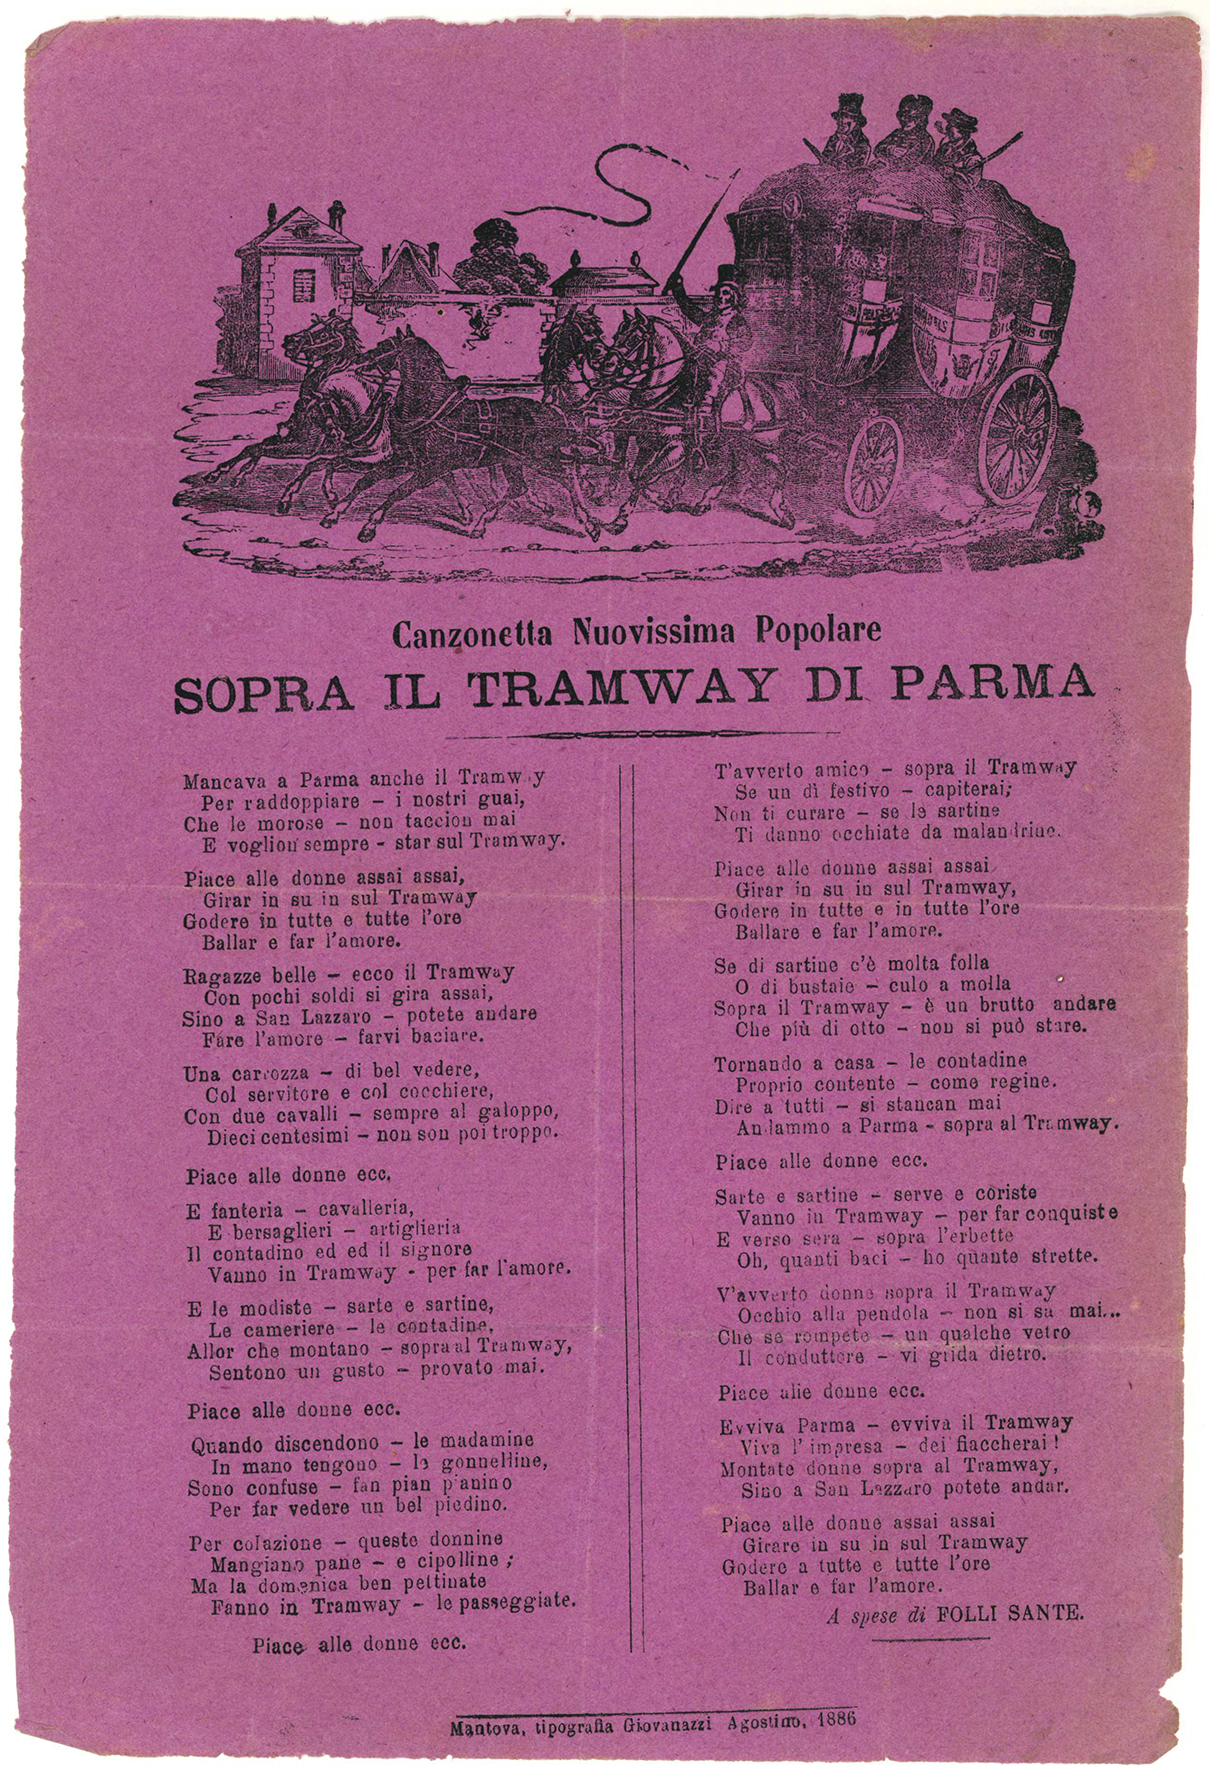 Canzonetta Nuovissima Popolare
SOPRA IL TRAMWAY DI PARMA
Mancava a Parma anche il Tramway
Per raddoppiare — i nostri guai,
Che le morose — non taccion mai
E voglion sempre - star sul Tramway.
Piace alle donne assai assai,
Girar in su in sul Tramway
Godere in tutte e tutte l'ore
Ballar e far l'amore.
Ragazze belle — ecco il Tramway
Con pochi soldi si gira assai,
Sino a San Lazzaro — potete andare
Fare l'amore — farvi baciare.
Una carrozza — di bel vedere,
Col servitore e col cocchiere,
Con due cavalli — sempre al galoppo,
Dieci centesimi — non son poi troppo.
Piace alle donne ecc.
E fanteria — cavalleria,
E bersaglieri — artiglieria
Il contadino ed ed il signore
Vanno in Tramway - per far l'amore.
E le modiste — sarte e sartine,
Le cameriere — le contadine,
Allor che montano — sopra al Tramway,
Sentono un gusto — provato mai.
Piace alle donne ecc.
Quando discendono — le madamine
In mano tengono — le gonnelline,
Sono confuse — fan pian pianino
Per far vedere un bel piedino.
Per colazione — queste donnine
Mangiano pane — e cipolline;
Ma la domenica ben pettinate
Fanno in Tramway - le passeggiate.
Piace alle donne ecc.
T'avverto amico — sopra il Tramway
Se un dì festivo — capiterai;
Non ti curare — se le sartine
Ti danno occhiate da malandrine.
Piace alle donne assai assai
Girar in su in sul Tramway,
Godere in tutte e in tutte l'ore
Ballare e far l'amore.
Se di sartine c'è molta folla
O di bustaie — culo a molla
Sopra il Tramway — è un brutto andare
Che più di otto — non si può stare.
Tornando a casa — le contadine
Proprio contente — come regine.
Dire a tutti — si stancan mai
Andammo a Parma - sopra al Tramway.
Piace alle donne ecc.
Sarte e sartine — serve e coriste
Vanno in Tramway — per far conquiste
E verso sera — sopra l'erbette
Oh, quanti baci — ho quante strette.
V'avverto donne sopra il Tramway
Occhio alla pendola — non si sa mai...
Che se rompete — un qualche vetro
Il conduttore — vi grida dietro.
Piace alle donne ecc.
Evviva Parma — evviva il Tramway
Viva l'impresa — dei fiaccherai!
Montate donne sopra al Tramway,
Sino a San Lazzaro potete andar.
Piace alle donne assai assai
Girare in su in sul Tramway
Godere a tutte e tutte l'ore
Ballar e far l'amore.
A spese di FOLLI SANTE.
Mantova, tipografia Giovanazzi Agostino, 1886